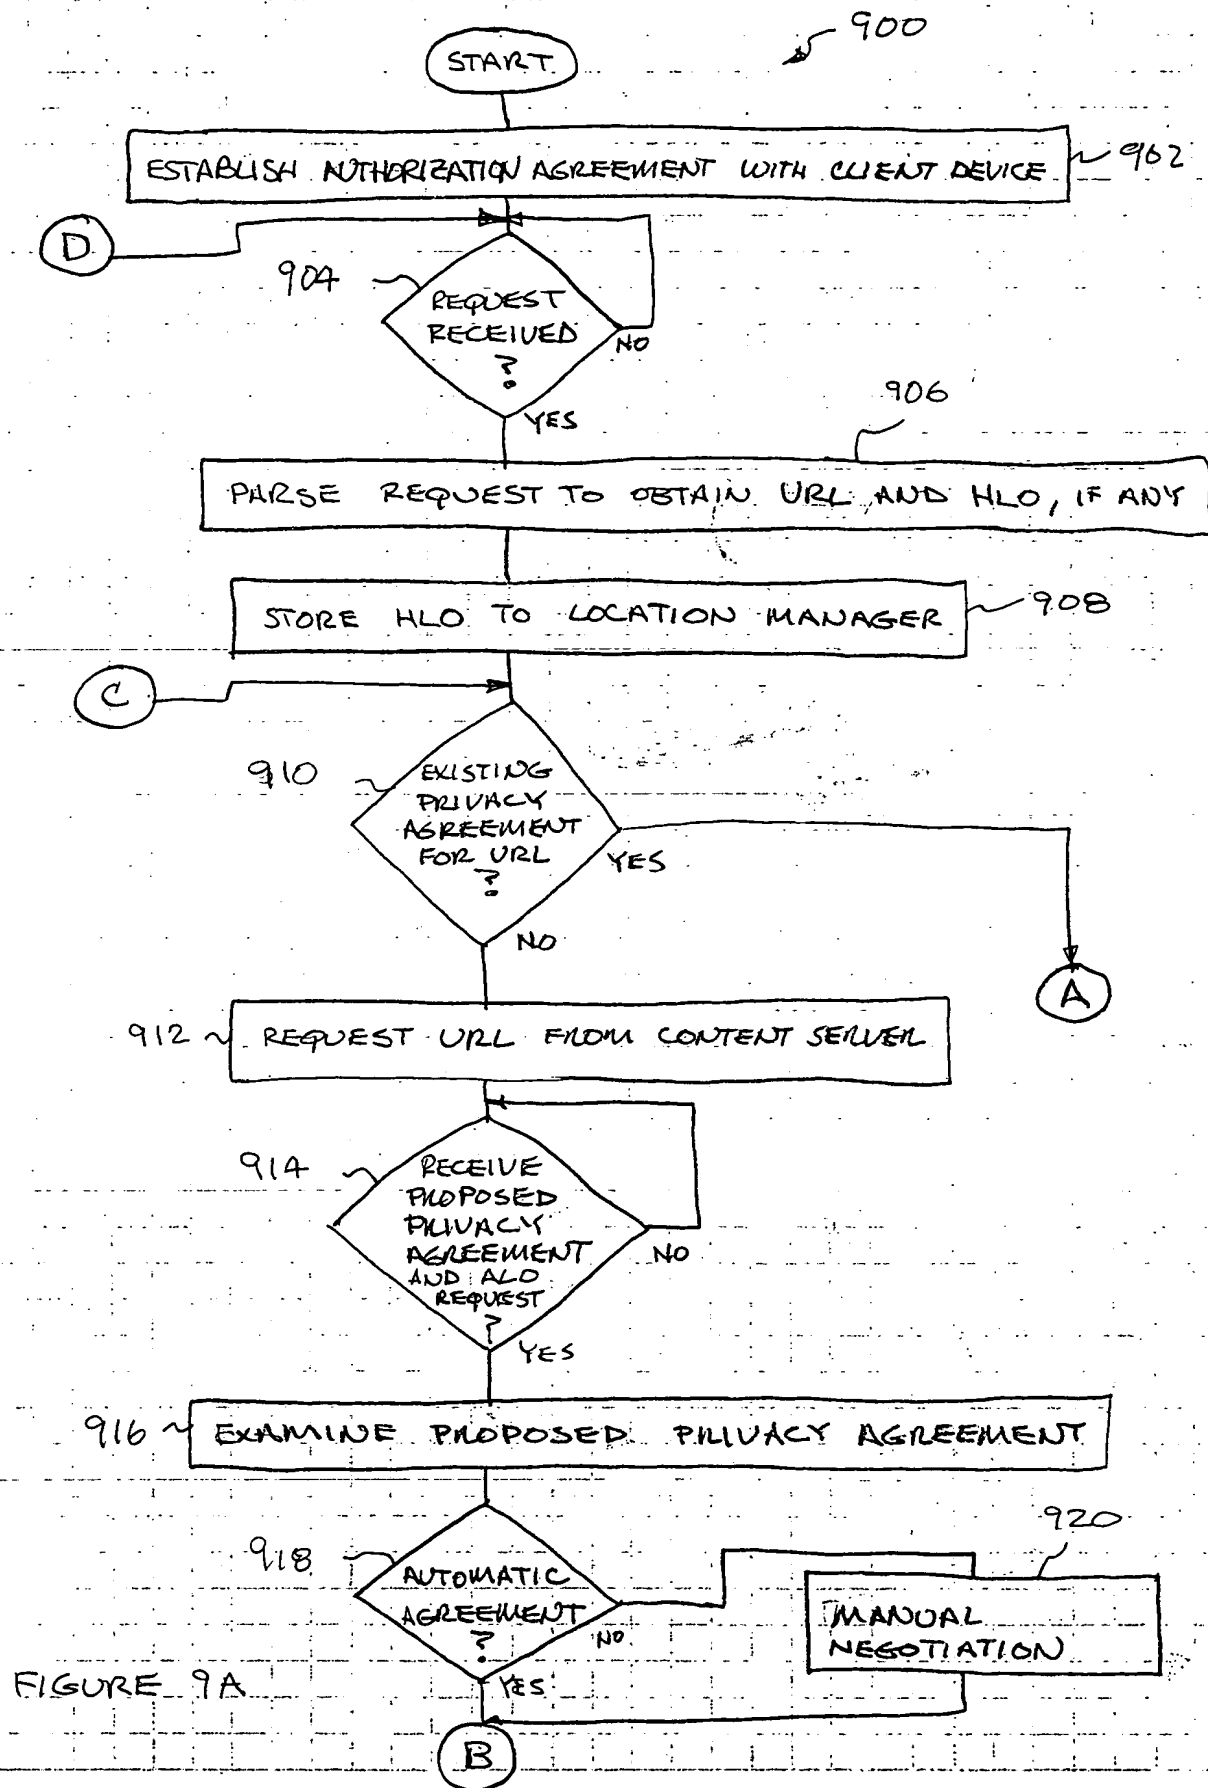 900
START
ESTABLISH AUTHORIZATION AGREEMENT WITH CLIENT DEVICE
902
D
904
REQUEST
RECEIVED
?
NO
YES
906
PARSE REQUEST TO OBTAIN URL AND HLO, IF ANY
STORE HLO TO LOCATION MANAGER
908
C
910
EXISTING
PRIVACY
AGREEMENT
FOR URL
?
YES
NO
A
912
REQUEST URL FROM CONTENT SERVER
914
RECEIVE
PROPOSED
PRIVACY
AGREEMENT
AND ALO
REQUEST
?
NO
YES
916
EXAMINE PROPOSED PRIVACY AGREEMENT
918
AUTOMATIC
AGREEMENT
?
NO
YES
920
MANUAL
NEGOTIATION
FIGURE 9A
B